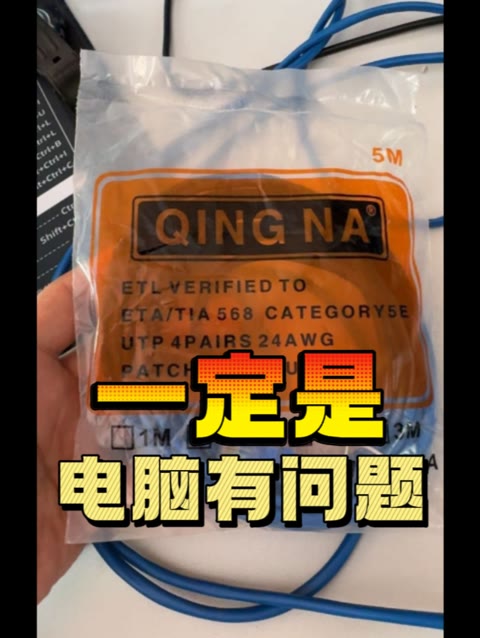 5M
QING NA®
ETL VERIFIED TO
ETA/TIA 568 CATEGORY5E
UTP 4PAIRS 24AWG
PATCH
一定是
1M
3M
电脑有问题